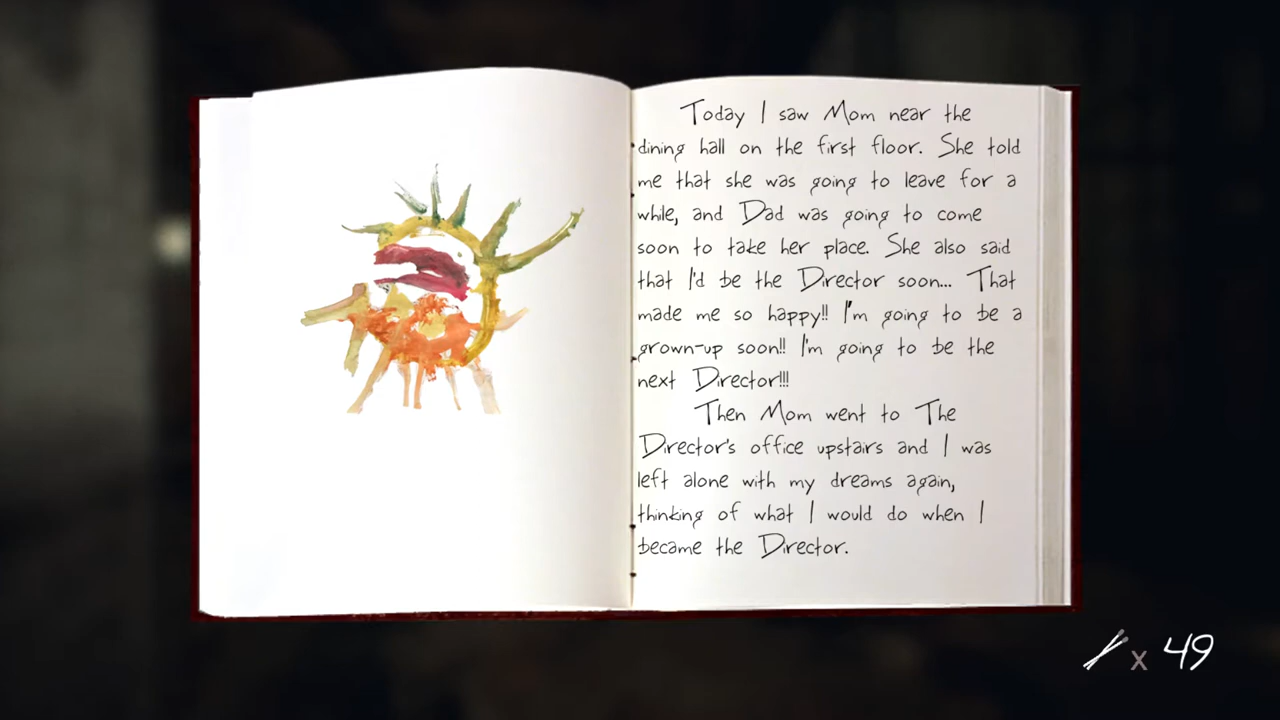 Today I saw Mom near the
dining hall on the first floor. She told
me that she was going to leave for a
while, and Dad was going to come
soon to take her place. She also said
that I'd be the Director soon... That
made me so happy!! I'm going to be a
grown-up soon!! I'm going to be the
next Director!!!
Then Mom went to The
Director's office upstairs and I was
left alone with my dreams again,
thinking of what I would do when I
became the Director.
x 49